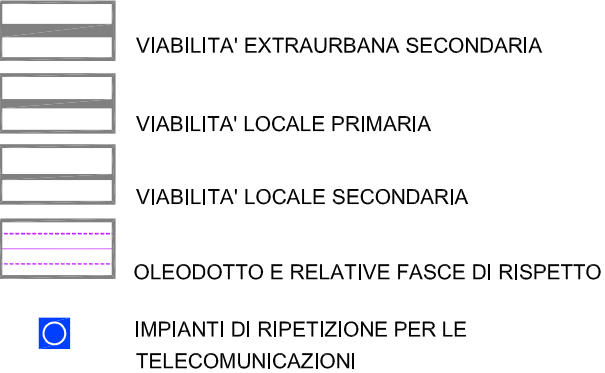 VIABILITA' EXTRAURBANA SECONDARIA
VIABILITA' LOCALE PRIMARIA
VIABILITA' LOCALE SECONDARIA
OLEODOTTO E RELATIVE FASCE DI RISPETTO
IMPIANTI DI RIPETIZIONE PER LE
TELECOMUNICAZIONI